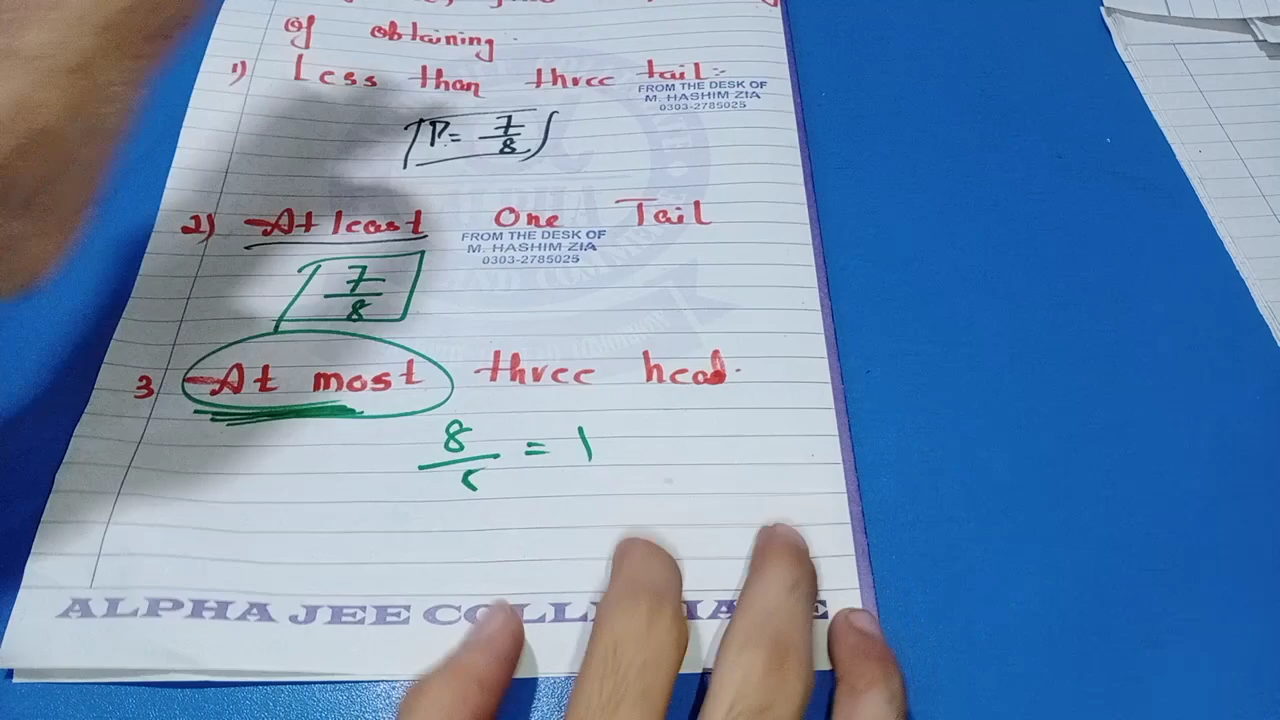 of obtaining
1) Less than three tail:-
FROM THE DESK OF
M. HASHIM ZIA
0303-2785025
P = 7/8
2) At least One Tail
FROM THE DESK OF
M. HASHIM ZIA
0303-2785025
7/8
3 At most three head.
8/8 = 1
ALPHA JEE